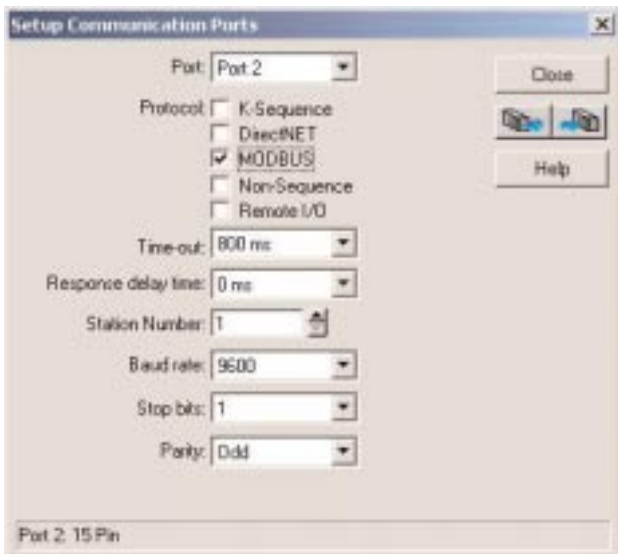 Setup Communication Ports
Port: Port 2
Close
Protocol: K-Sequence
DirectNET
MODBUS
Help
Non-Sequence
Remote I/O
Time-out: 800 ms
Response delay time: 0 ms
Station Number: 1
Baud rate: 9600
Stop bits: 1
Parity: Odd
Port 2: 15 Pin